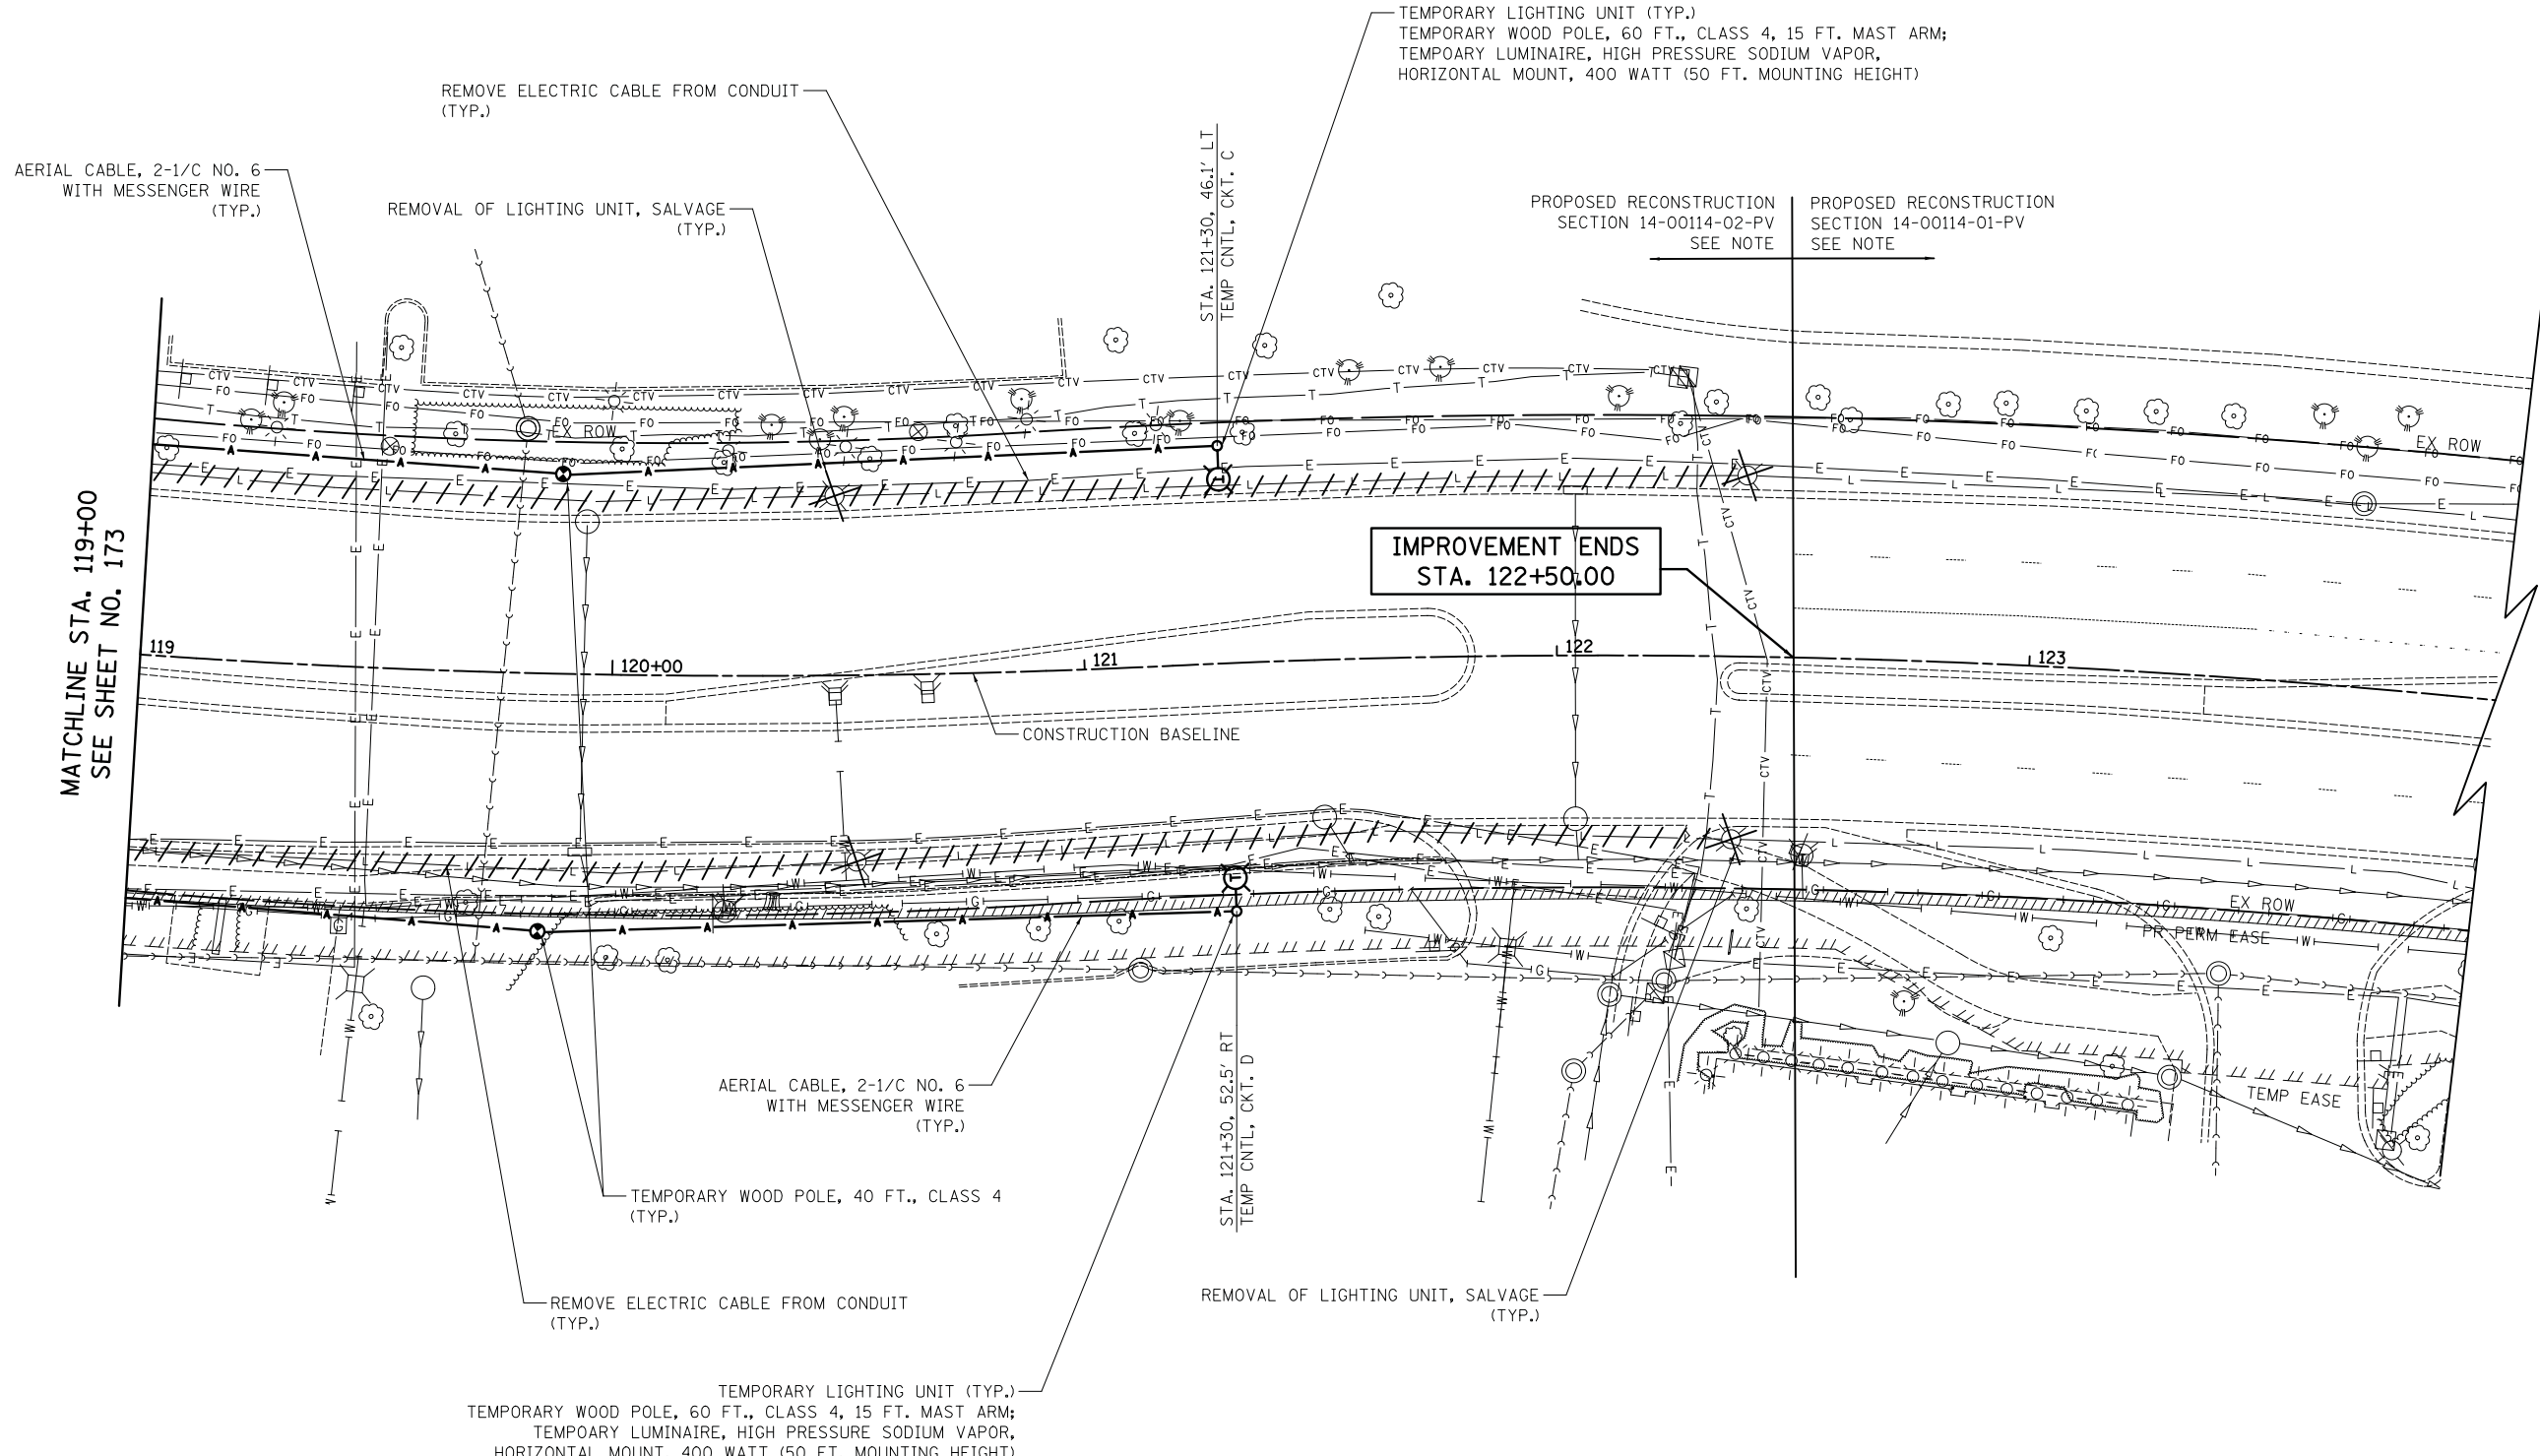 TEMPORARY LIGHTING UNIT (TYP.)
TEMPORARY WOOD POLE, 60 FT., CLASS 4, 15 FT. MAST ARM;
TEMPOARY LUMINAIRE, HIGH PRESSURE SODIUM VAPOR,
HORIZONTAL MOUNT, 400 WATT (50 FT. MOUNTING HEIGHT)
REMOVE ELECTRIC CABLE FROM CONDUIT
(TYP.)
AERIAL CABLE, 2-1/C NO. 6
WITH MESSENGER WIRE
(TYP.)
REMOVAL OF LIGHTING UNIT, SALVAGE
(TYP.)
STA. 121+30, 46.1' LT
TEMP CNTL, CKT. C
PROPOSED RECONSTRUCTION
SECTION 14-00114-02-PV
SEE NOTE
PROPOSED RECONSTRUCTION
SECTION 14-00114-01-PV
SEE NOTE
EX ROW
EX ROW
MATCHLINE STA. 119+00
SEE SHEET NO. 173
IMPROVEMENT ENDS
STA. 122+50.00
119
120+00
121
122
123
CONSTRUCTION BASELINE
EX ROW
PR PERM EASE
TEMP EASE
AERIAL CABLE, 2-1/C NO. 6
WITH MESSENGER WIRE
(TYP.)
STA. 121+30, 52.5' RT
TEMP CNTL, CKT. D
TEMPORARY WOOD POLE, 40 FT., CLASS 4
(TYP.)
REMOVE ELECTRIC CABLE FROM CONDUIT
(TYP.)
REMOVAL OF LIGHTING UNIT, SALVAGE
(TYP.)
TEMPORARY LIGHTING UNIT (TYP.)
TEMPORARY WOOD POLE, 60 FT., CLASS 4, 15 FT. MAST ARM;
TEMPOARY LUMINAIRE, HIGH PRESSURE SODIUM VAPOR,
HORIZONTAL MOUNT, 400 WATT (50 FT. MOUNTING HEIGHT)